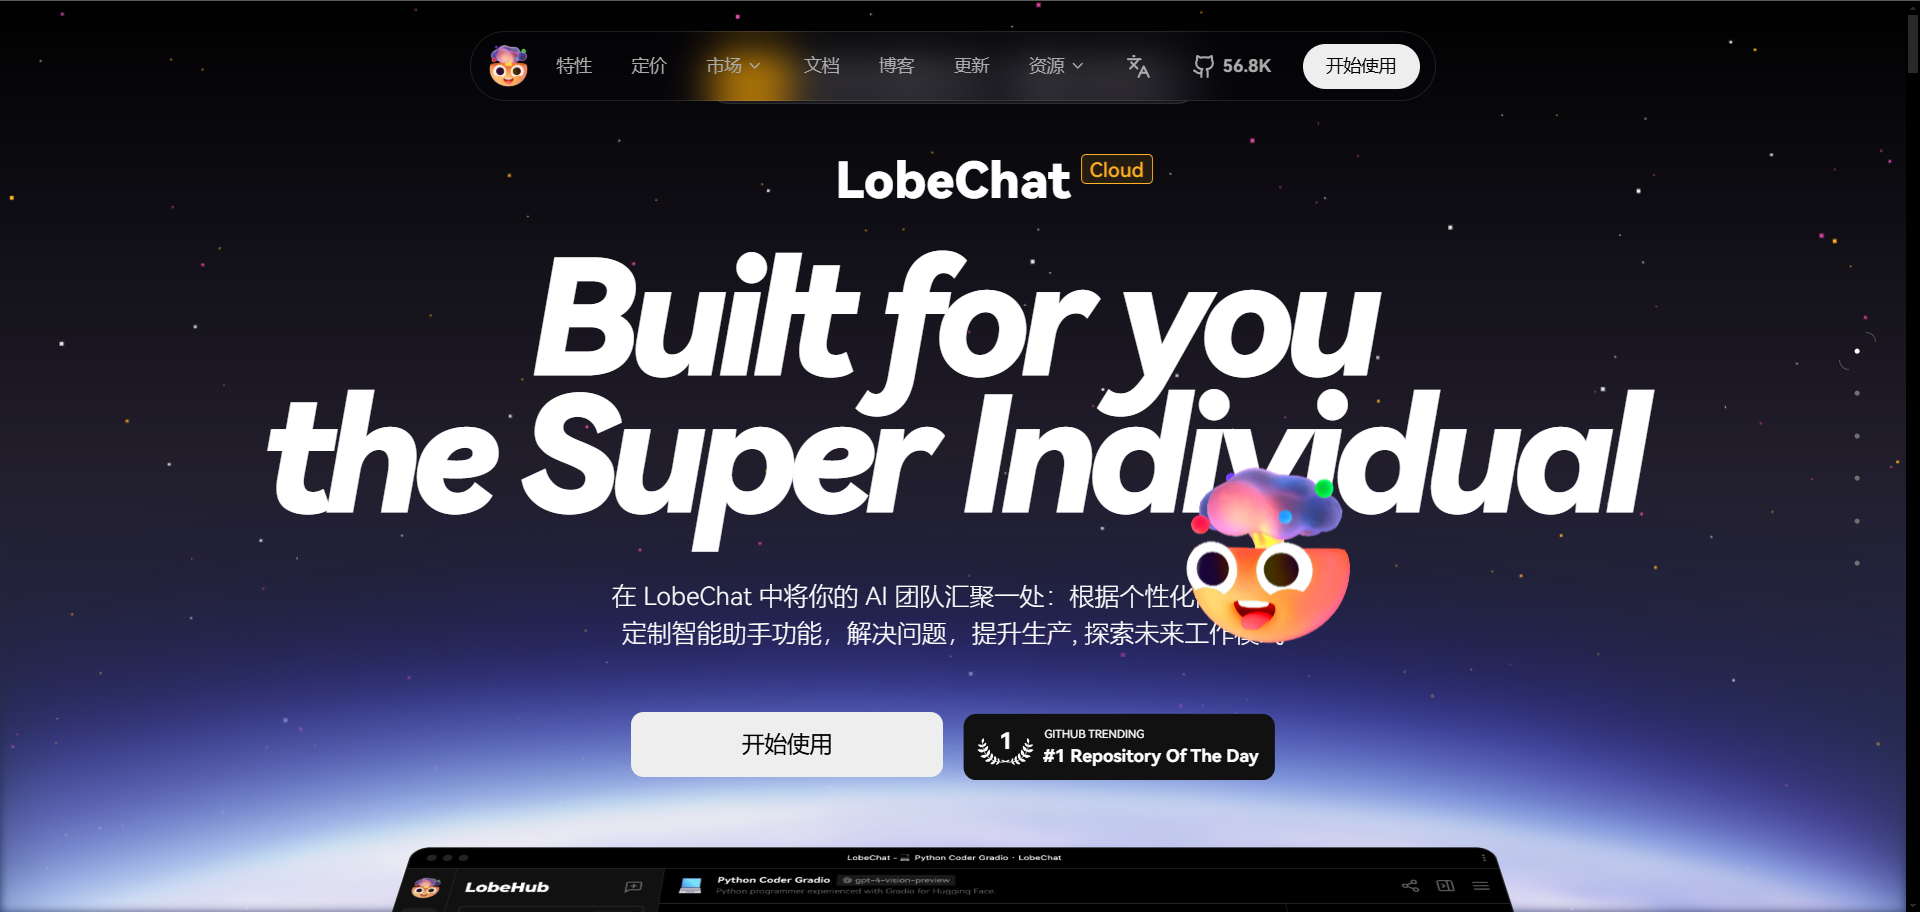 特性 定价 市场 文档 博客 更新 资源 56.8K 开始使用
LobeChat Cloud
Built for you
the Super Individual
在 LobeChat 中将你的 AI 团队汇聚一处：根据个性化
定制智能助手功能，解决问题，提升生产, 探索未来工作模式
开始使用
1
GITHUB TRENDING
#1 Repository Of The Day
LobeChat - Python Coder Gradio · LobeChat
LobeHub
Python Coder Gradio gpt-4-vision-preview
Python programmer experienced with Gradio for Hugging Face.